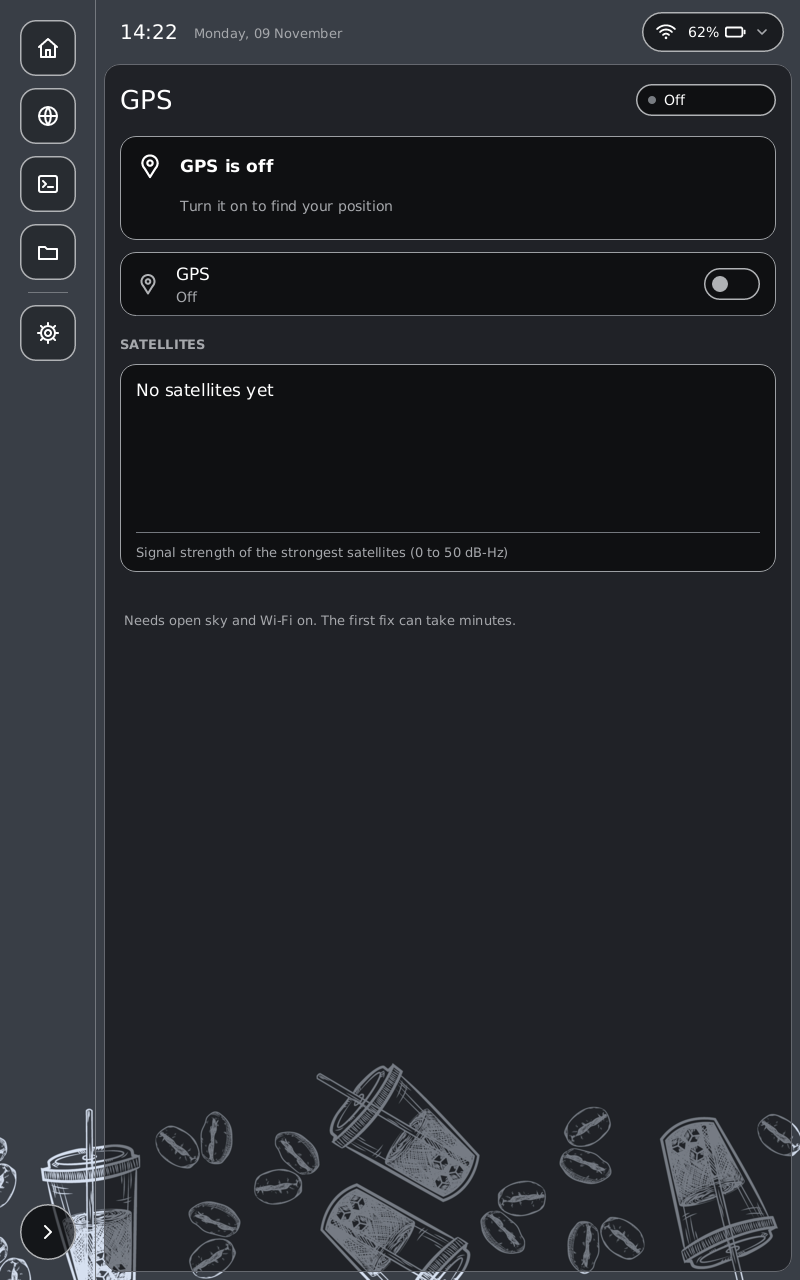 14:22 Monday, 09 November 62%
GPS Off
GPS is off
Turn it on to find your position
GPS
Off
SATELLITES
No satellites yet
Signal strength of the strongest satellites (0 to 50 dB-Hz)
Needs open sky and Wi-Fi on. The first fix can take minutes.